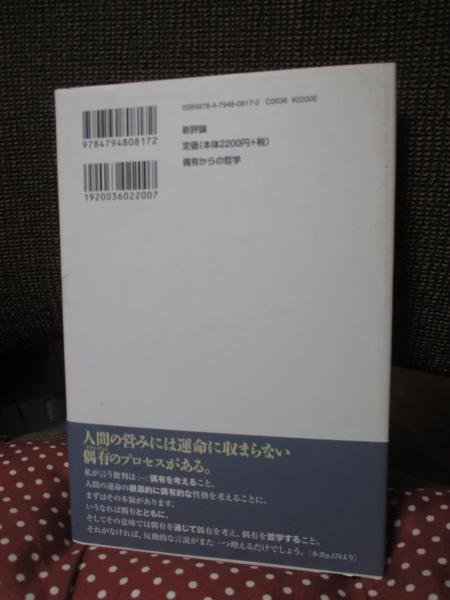 ISBN978-4-7948-0817-2 C0036 ¥2200E
9784794808172
新評論
定価(本体2200円+税)
偶有からの哲学
1920036022007
人間の営みには運命に収まらない
偶有のプロセスがある。
私が言う批判は[…]偶有を考えること、
人間の運命の根源的に偶有的な性格を考えることに、
まずはその本領があります。
いうなれば偶有とともに、
そしてその意味では偶有を通じて偶有を考え、偶有を哲学すること。
それがなければ、反動的な言説がまた一つ増えるだけでしょう。(本書p.170より)